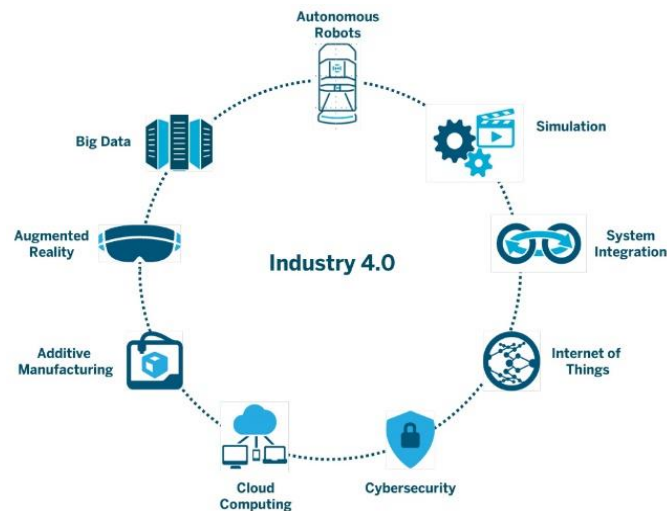 Autonomous
Robots
Simulation
System
Integration
Internet of
Things
Cybersecurity
Cloud
Computing
Additive
Manufacturing
Augmented
Reality
Big Data
Industry 4.0